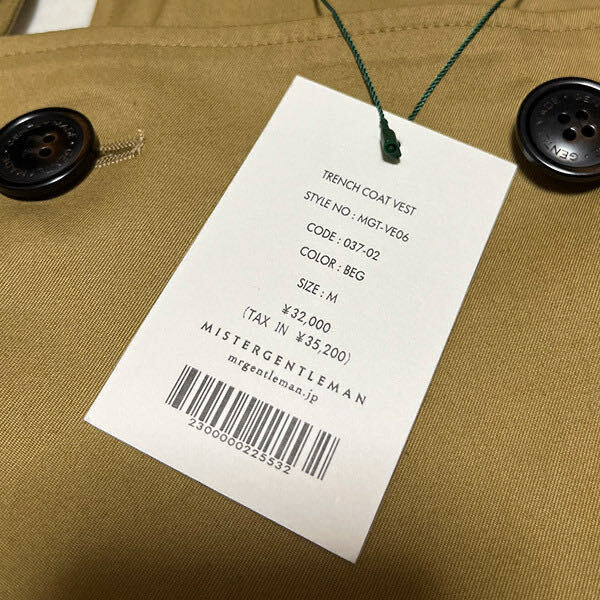 TRENCH COAT VEST
STYLE NO : MGT-VE06
CODE : 037-02
COLOR : BEG
SIZE : M
¥32,000
(TAX IN ¥35,200)
MISTERGENTLEMAN
mrgentleman.jp
2300000225532